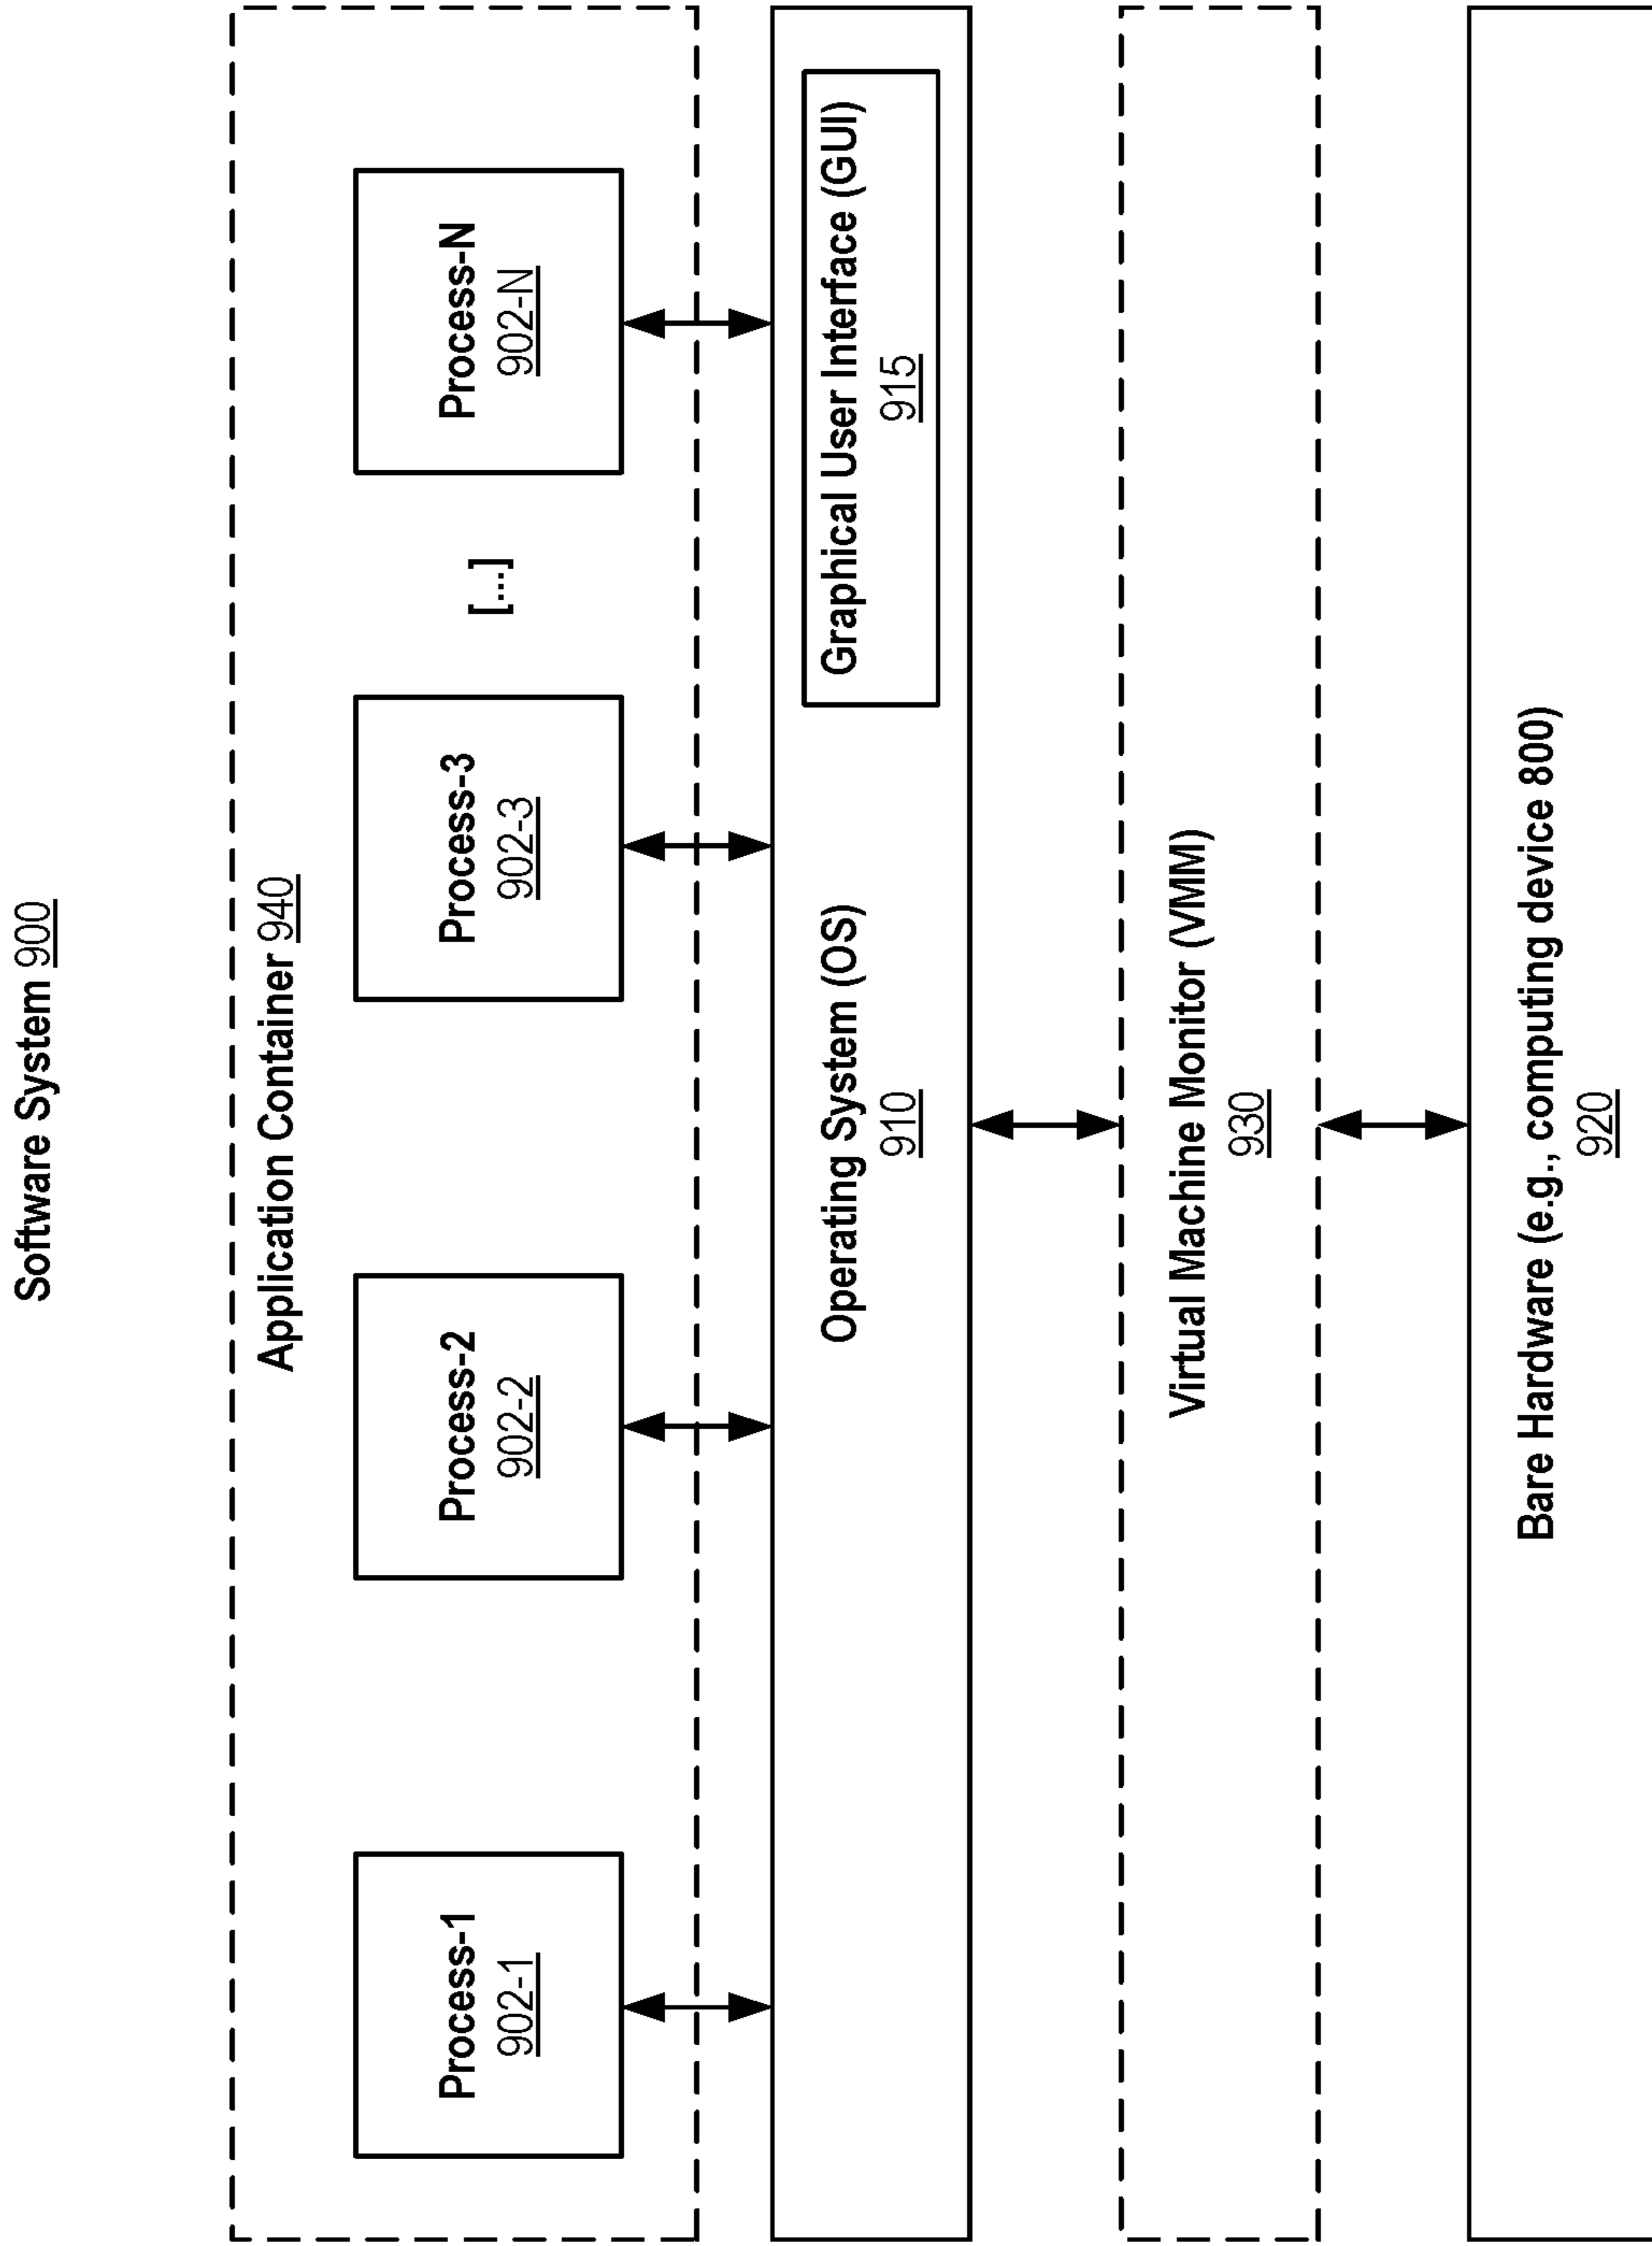 Software System 900
Application Container 940
Process-1
902-1
Process-2
902-2
Process-3
902-3
[...]
Process-N
902-N
Operating System (OS)
910
Graphical User Interface (GUI)
915
Virtual Machine Monitor (VMM)
930
Bare Hardware (e.g., computing device 800)
920